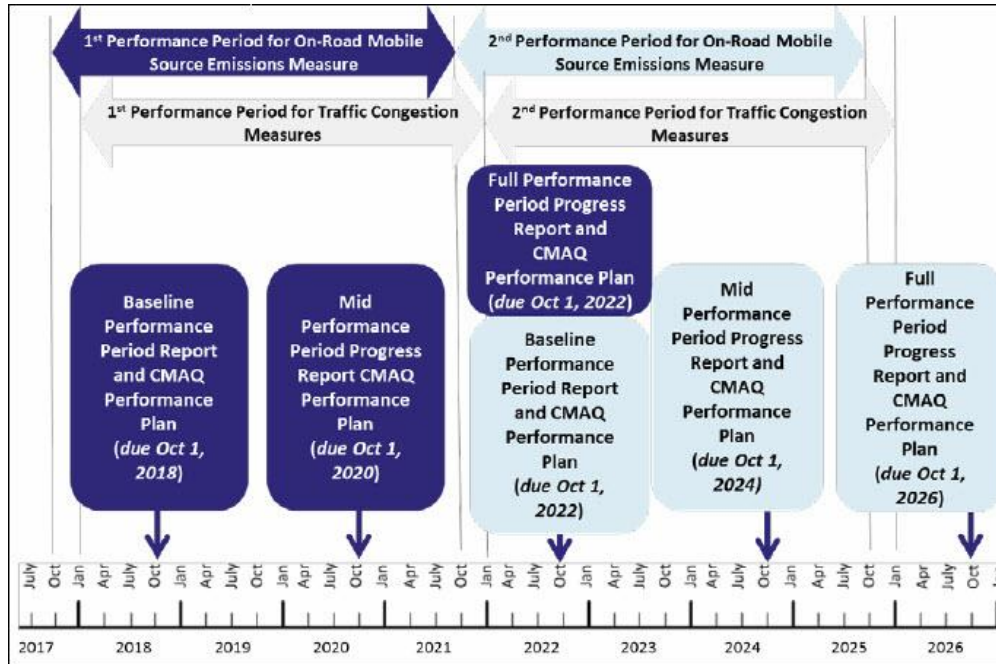 1st Performance Period for On-Road Mobile
Source Emissions Measure
2nd Performance Period for On-Road Mobile
Source Emissions Measure
1st Performance Period for Traffic Congestion
Measures
2nd Performance Period for Traffic Congestion
Measures
Full Performance
Period Progress
Report and
CMAQ
Performance Plan
(due Oct 1, 2022)
Baseline
Performance
Period Report
and CMAQ
Performance
Plan
(due Oct 1,
2018)
Mid
Performance
Period Progress
Report CMAQ
Performance
Plan
(due Oct 1,
2020)
Baseline
Performance
Period Report
and CMAQ
Performance
Plan
(due Oct 1,
2022)
Mid
Performance
Period Progress
Report and
CMAQ
Performance
Plan
(due Oct 1,
2024)
Full
Performance
Period
Progress
Report and
CMAQ
Performance
Plan
(due Oct 1,
2026)
July Oct Jan Apr July Oct Jan Apr July Oct Jan Apr July Oct Jan Apr July Oct Jan Apr July Oct Jan Apr July Oct Jan Apr July Oct Jan Apr July Oct Jan Apr July Oct
2017 2018 2019 2020 2021 2022 2023 2024 2025 2026